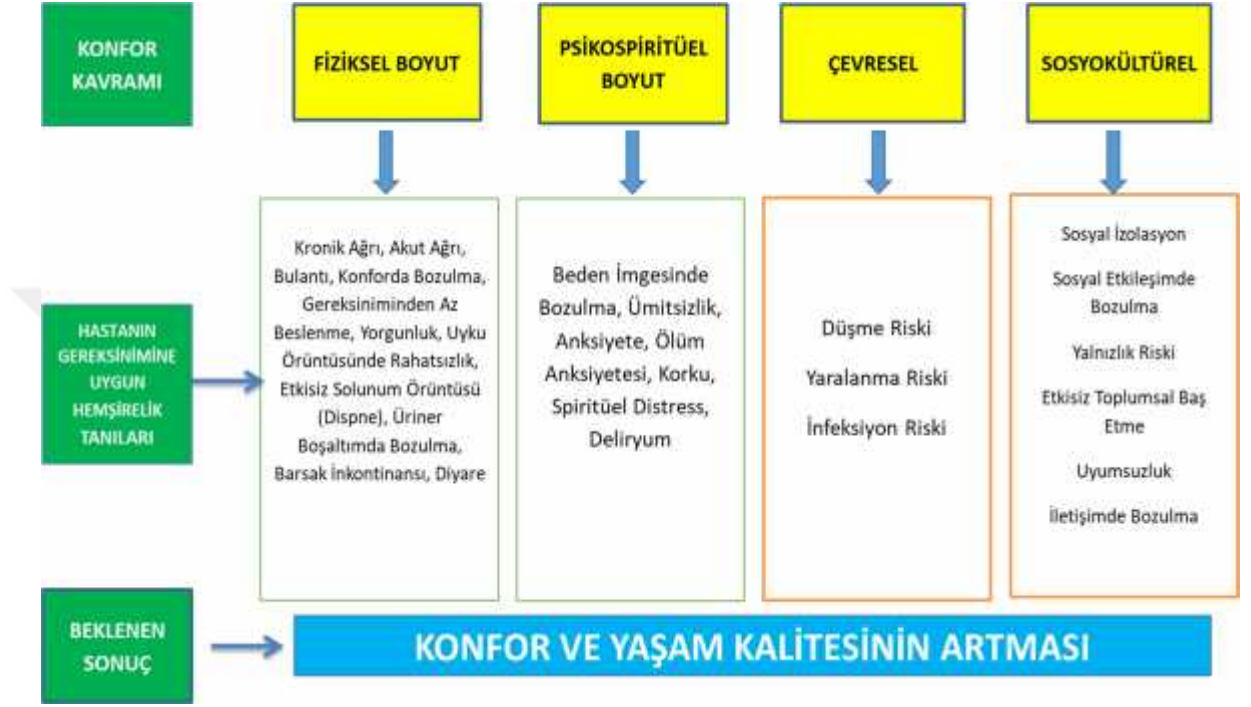 KONFOR
KAVRAMI
FİZİKSEL BOYUT
PSİKOSPİRİTÜEL
BOYUT
ÇEVRESEL
SOSYOKÜLTÜREL
HASTANIN
GEREKSİNİMİNE
UYGUN
HEMŞİRELİK
TANILARI
Kronik Ağrı, Akut Ağrı,
Bulantı, Konforda Bozulma,
Gereksiniminden Az
Beslenme, Yorgunluk, Uyku
Örüntüsünde Rahatsızlık,
Etkisiz Solunum Örüntüsü
(Dispne), Üriner
Boşaltımda Bozulma,
Barsak İnkontinansı, Diyare
Beden İmgesinde
Bozulma, Ümitsizlik,
Anksiyete, Ölüm
Anksiyetesi, Korku,
Spiritüel Distress,
Deliryum
Düşme Riski
Yaralanma Riski
İnfeksiyon Riski
Sosyal İzolasyon
Sosyal Etkileşimde
Bozulma
Yalnızlık Riski
Etkisiz Toplumsal Baş
Etme
Uyumsuzluk
İletişimde Bozulma
BEKLENEN
SONUÇ
KONFOR VE YAŞAM KALİTESİNİN ARTMASI